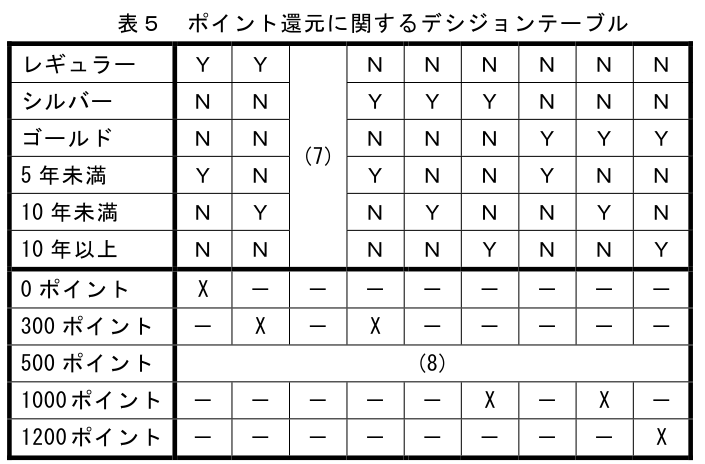 表５　ポイント還元に関するデシジョンテーブル
レギュラー Y Y (7) N N N N N N
シルバー N N Y Y Y N N N
ゴールド N N N N N Y Y Y
5年未満 Y N Y N N Y N N
10年未満 N Y N Y N N Y N
10年以上 N N N N Y N N Y
0ポイント X － － － － － － － －
300ポイント － X － X － － － － －
500ポイント (8)
1000ポイント － － － － － X － X －
1200ポイント － － － － － － － － X